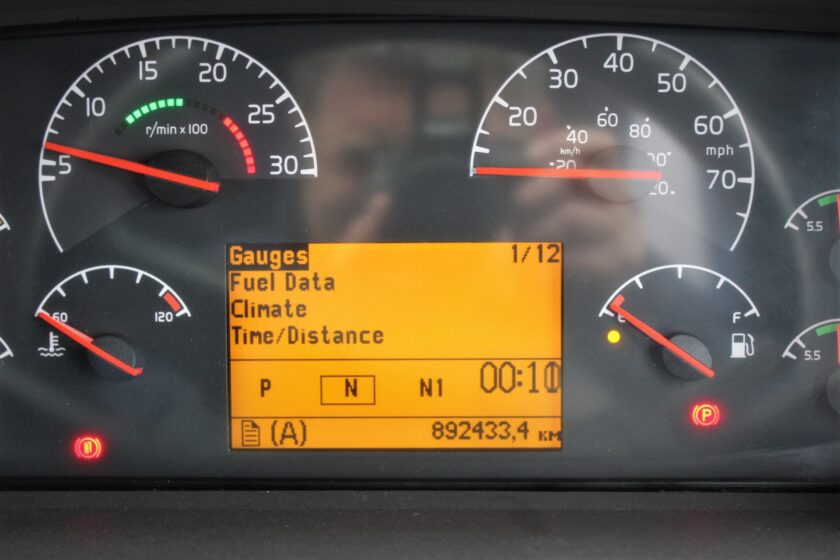 5
10
15
20
25
30
r/min x 100
20
30
40
50
60
70
mph
20
40
60
80
km/h
60
120
E
F
5.5
5.5
Gauges 1/12
Fuel Data
Climate
Time/Distance
P N N1 00:10
(A) 892433,4 км
(P)